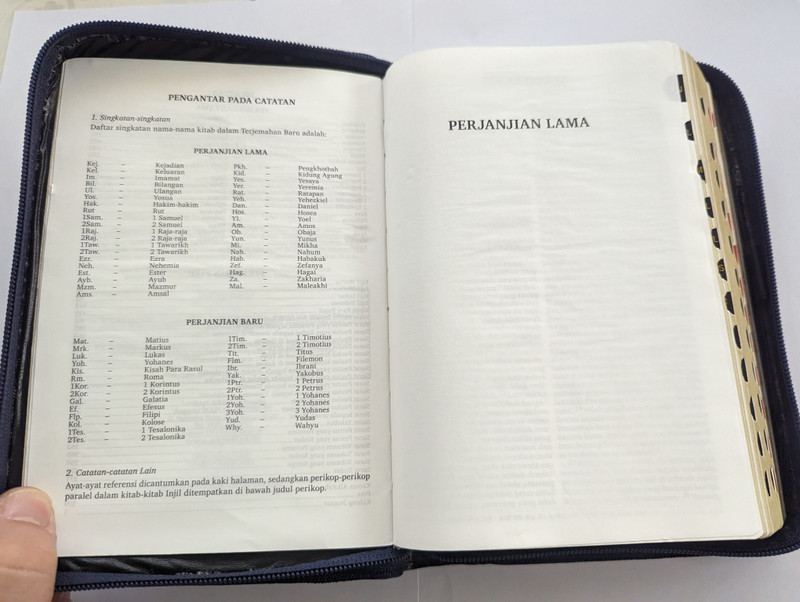 PENGANTAR PADA CATATAN
1. Singkatan-singkatan
Daftar singkatan nama-nama kitab dalam Terjemahan Baru adalah:
PERJANJIAN LAMA
Kej. – Kejadian Pkh. – Pengkhotbah
Kel. – Keluaran Kid. – Kidung Agung
Im. – Imamat Yes. – Yesaya
Bil. – Bilangan Yer. – Yeremia
Ul. – Ulangan Rat. – Ratapan
Yos. – Yosua Yeh. – Yehezkiel
Hak. – Hakim-hakim Dan. – Daniel
Rut – Rut Hos. – Hosea
1Sam. – 1 Samuel Yl. – Yoel
2Sam. – 2 Samuel Am. – Amos
1Raj. – 1 Raja-raja Ob. – Obaja
2Raj. – 2 Raja-raja Yun. – Yunus
1Taw. – 1 Tawarikh Mi. – Mikha
2Taw. – 2 Tawarikh Nah. – Nahum
Ezr. – Ezra Hab. – Habakuk
Neh. – Nehemia Zef. – Zefanya
Est. – Ester Hag. – Hagai
Ayb. – Ayub Za. – Zakharia
Mzm. – Mazmur Mal. – Maleakhi
Ams. – Amsal
PERJANJIAN BARU
Mat. – Matius 1Tim. – 1 Timotius
Mrk. – Markus 2Tim. – 2 Timotius
Luk. – Lukas Tit. – Titus
Yoh. – Yohanes Flm. – Filemon
Kis. – Kisah Para Rasul Ibr. – Ibrani
Rm. – Roma Yak. – Yakobus
1Kor. – 1 Korintus 1Ptr. – 1 Petrus
2Kor. – 2 Korintus 2Ptr. – 2 Petrus
Gal. – Galatia 1Yoh. – 1 Yohanes
Ef. – Efesus 2Yoh. – 2 Yohanes
Flp. – Filipi 3Yoh. – 3 Yohanes
Kol. – Kolose Yud. – Yudas
1Tes. – 1 Tesalonika Why. – Wahyu
2Tes. – 2 Tesalonika
2. Catatan-catatan Lain
Ayat-ayat referensi dicantumkan pada kaki halaman, sedangkan perikop-perikop
paralel dalam kitab-kitab Injil ditempatkan di bawah judul perikop.
PERJANJIAN LAMA